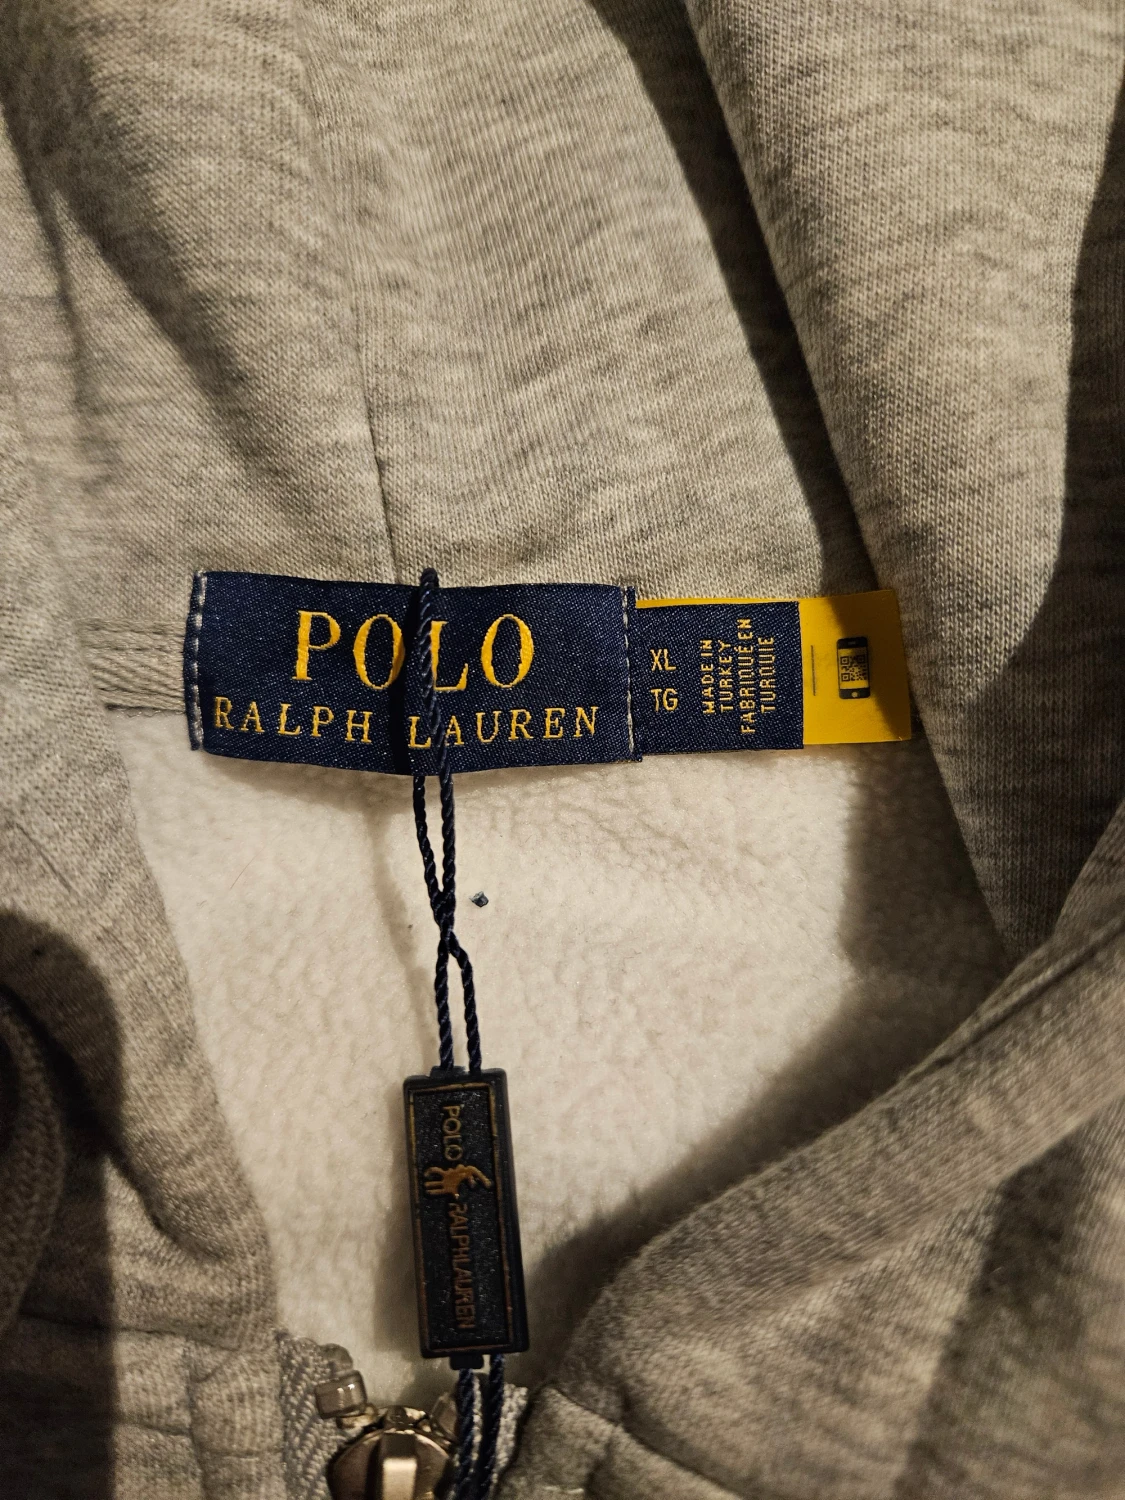 POLO
RALPH LAUREN
XL
TG
MADE IN
TURKEY
FABRIQUÉ EN
TURQUIE
POLO RALPH LAUREN